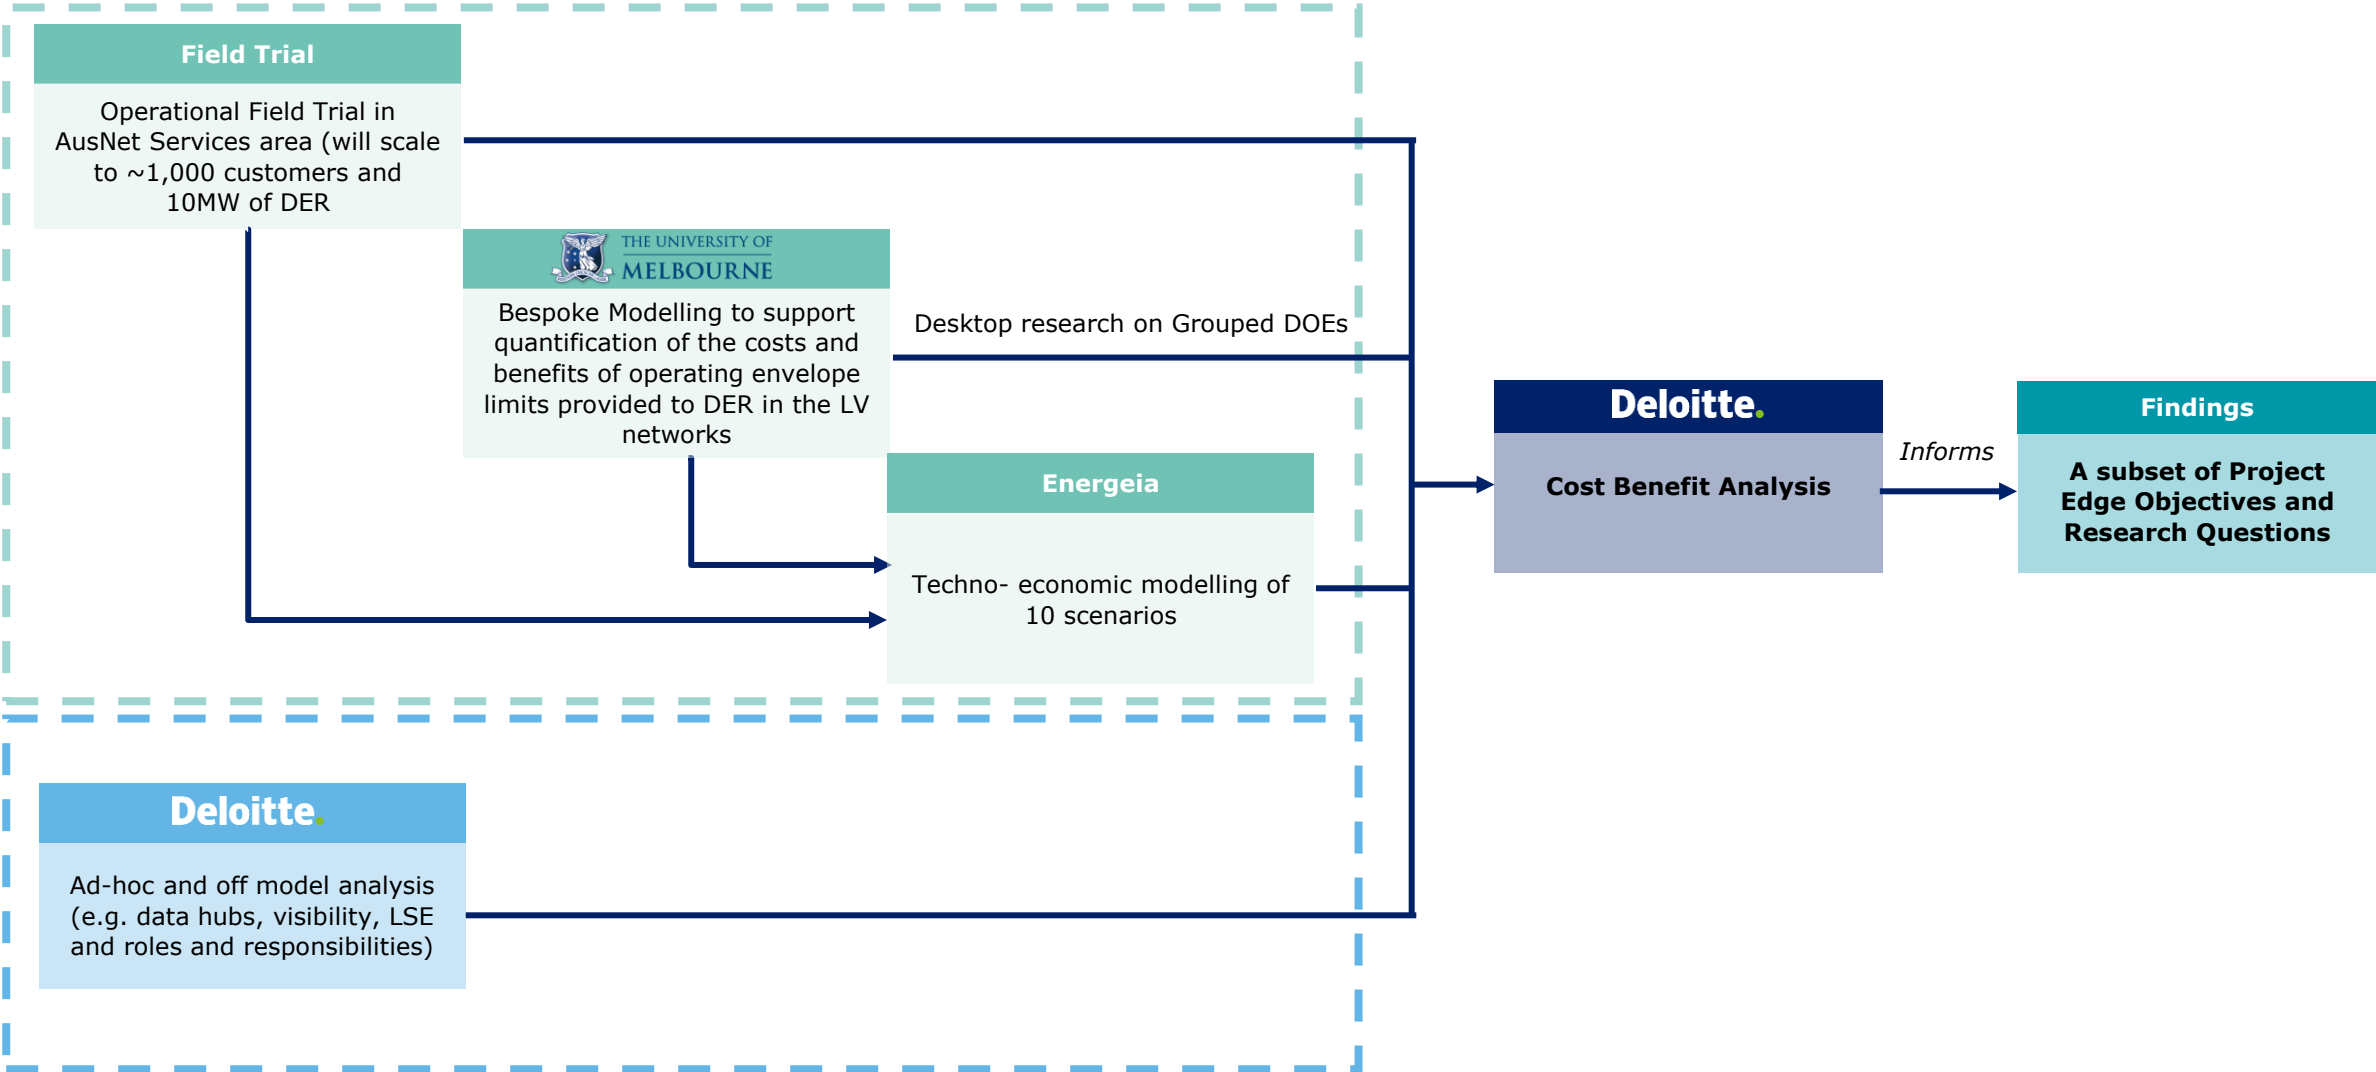 Field Trial
Operational Field Trial in
AusNet Services area (will scale
to ~1,000 customers and
10MW of DER
THE UNIVERSITY OF
MELBOURNE
Bespoke Modelling to support
quantification of the costs and
benefits of operating envelope
limits provided to DER in the LV
networks
Desktop research on Grouped DOEs
Energeia
Techno- economic modelling of
10 scenarios
Deloitte.
Ad-hoc and off model analysis
(e.g. data hubs, visibility, LSE
and roles and responsibilities)
Deloitte.
Cost Benefit Analysis
Informs
Findings
A subset of Project
Edge Objectives and
Research Questions